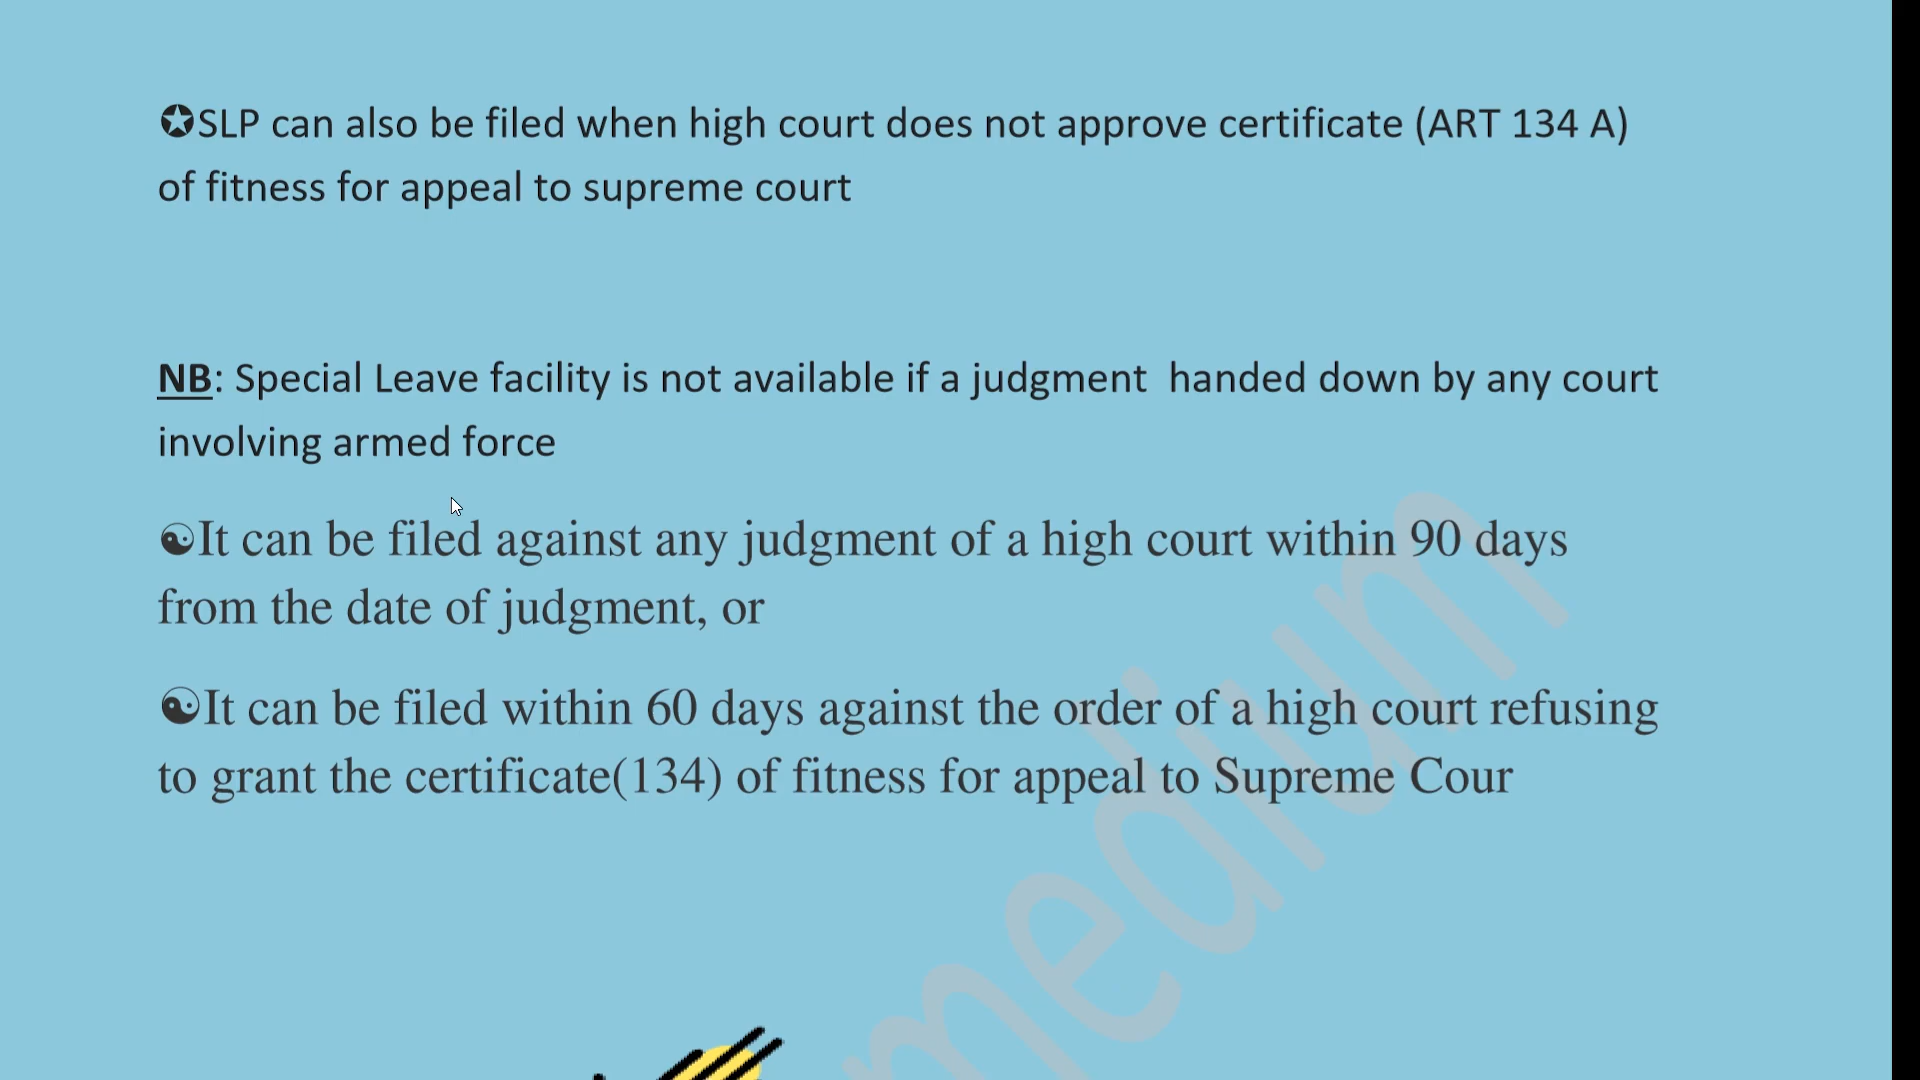 ✪SLP can also be filed when high court does not approve certificate (ART 134 A)
of fitness for appeal to supreme court
NB: Special Leave facility is not available if a judgment  handed down by any court
involving armed force
☯It can be filed against any judgment of a high court within 90 days
from the date of judgment, or
☯It can be filed within 60 days against the order of a high court refusing
to grant the certificate(134) of fitness for appeal to Supreme Cour
medium